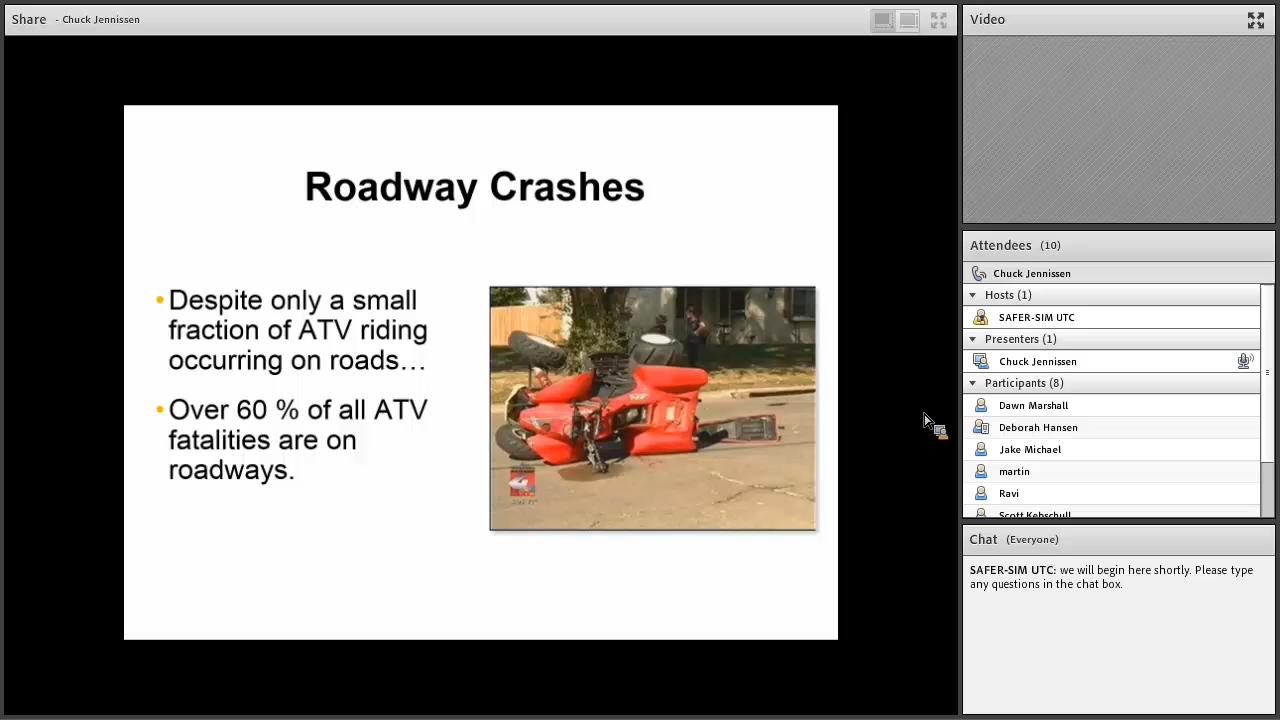 Share - Chuck Jennissen
Roadway Crashes
•Despite only a small
fraction of ATV riding
occurring on roads…
•Over 60 % of all ATV
fatalities are on
roadways.
Video
Attendees (10)
Chuck Jennissen
Hosts (1)
SAFER-SIM UTC
Presenters (1)
Chuck Jennissen
Participants (8)
Dawn Marshall
Deborah Hansen
Jake Michael
martin
Ravi
Scott Kebschull
Chat (Everyone)
SAFER-SIM UTC: we will begin here shortly. Please type
any questions in the chat box.